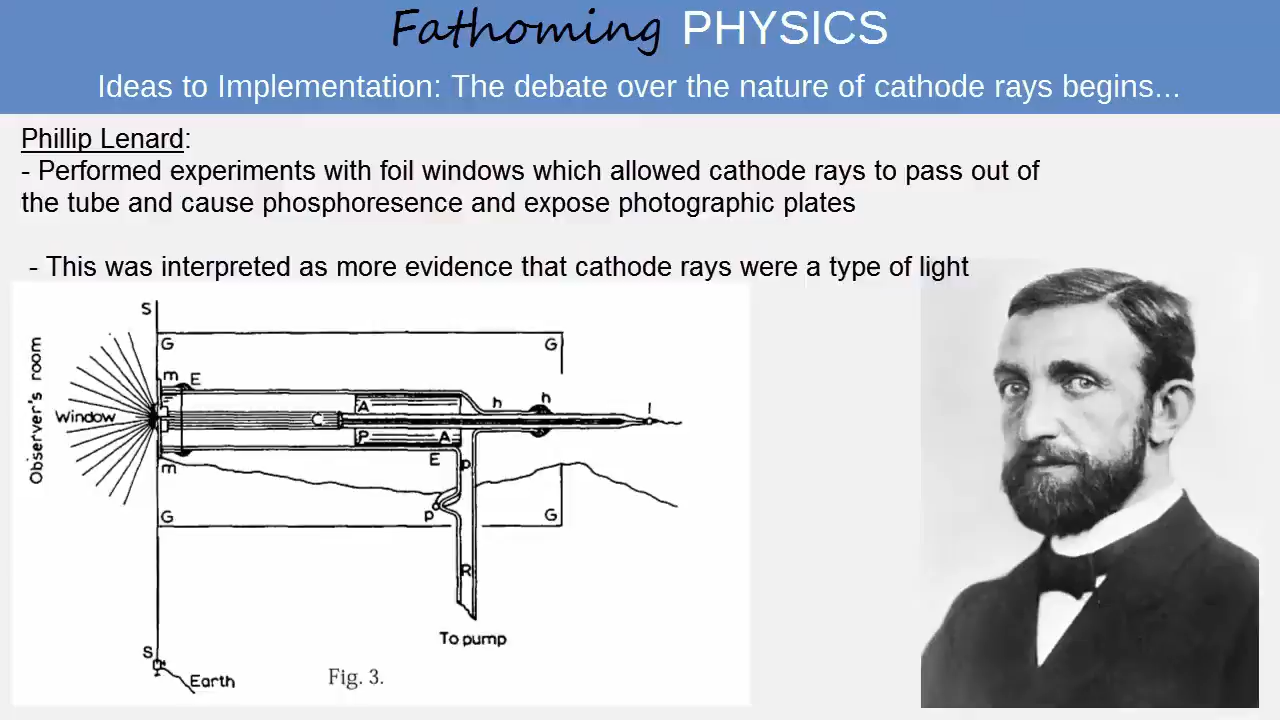 Fathoming PHYSICS
Ideas to Implementation: The debate over the nature of cathode rays begins...
Phillip Lenard:
- Performed experiments with foil windows which allowed cathode rays to pass out of
the tube and cause phosphoresence and expose photographic plates
- This was interpreted as more evidence that cathode rays were a type of light
S
G G
m E
Observer's room
A h h
Window C l
P A
m E p
p
G G
R
To pump
S
Earth
Fig. 3.